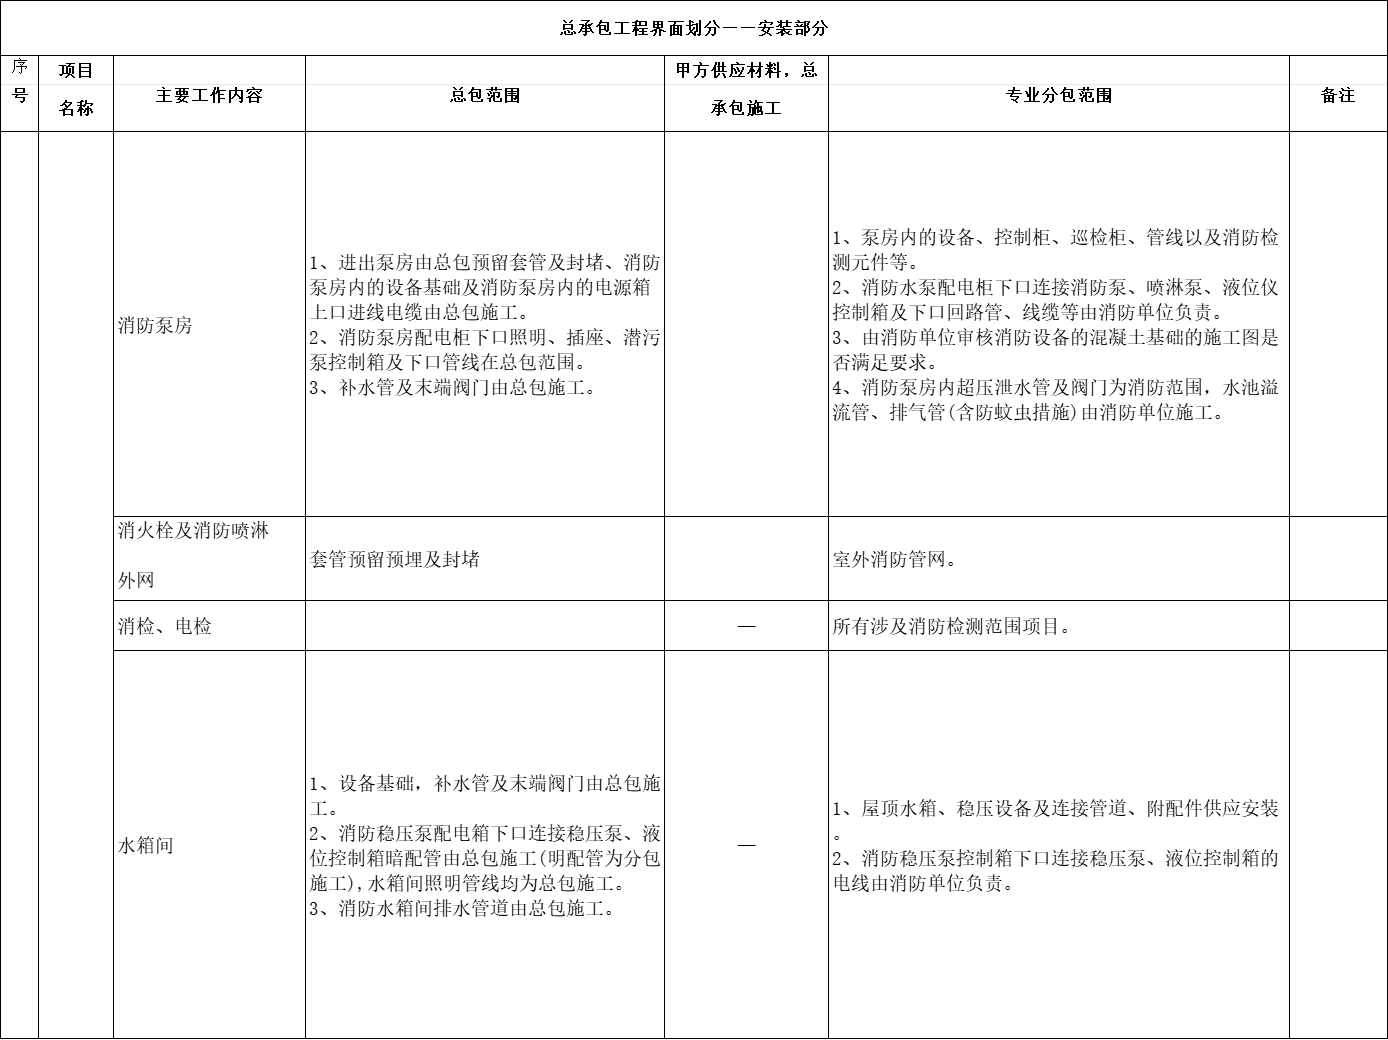 总承包工程界面划分——安装部分
序
号
项目
名称
主要工作内容
总包范围
甲方供应材料，总
承包施工
专业分包范围
备注
消防泵房
1、进出泵房由总包预留套管及封堵、消防
泵房内的设备基础及消防泵房内的电源箱
上口进线电缆由总包施工。
2、消防泵房配电柜下口照明、插座、潜污
泵控制箱及下口管线在总包范围。
3、补水管及末端阀门由总包施工。
1、泵房内的设备、控制柜、巡检柜、管线以及消防检
测元件等。
2、消防水泵配电柜下口连接消防泵、喷淋泵、液位仪
控制箱及下口回路管、线缆等由消防单位负责。
3、由消防单位审核消防设备的混凝土基础的施工图是
否满足要求。
4、消防泵房内超压泄水管及阀门为消防范围，水池溢
流管、排气管(含防蚊虫措施)由消防单位施工。
消火栓及消防喷淋
外网
套管预留预埋及封堵
室外消防管网。
消检、电检
—
所有涉及消防检测范围项目。
水箱间
1、设备基础，补水管及末端阀门由总包施
工。
2、消防稳压泵配电箱下口连接稳压泵、液
位控制箱暗配管由总包施工(明配管为分包
施工),水箱间照明管线均为总包施工。
3、消防水箱间排水管道由总包施工。
—
1、屋顶水箱、稳压设备及连接管道、附配件供应安装
。
2、消防稳压泵控制箱下口连接稳压泵、液位控制箱的
电线由消防单位负责。